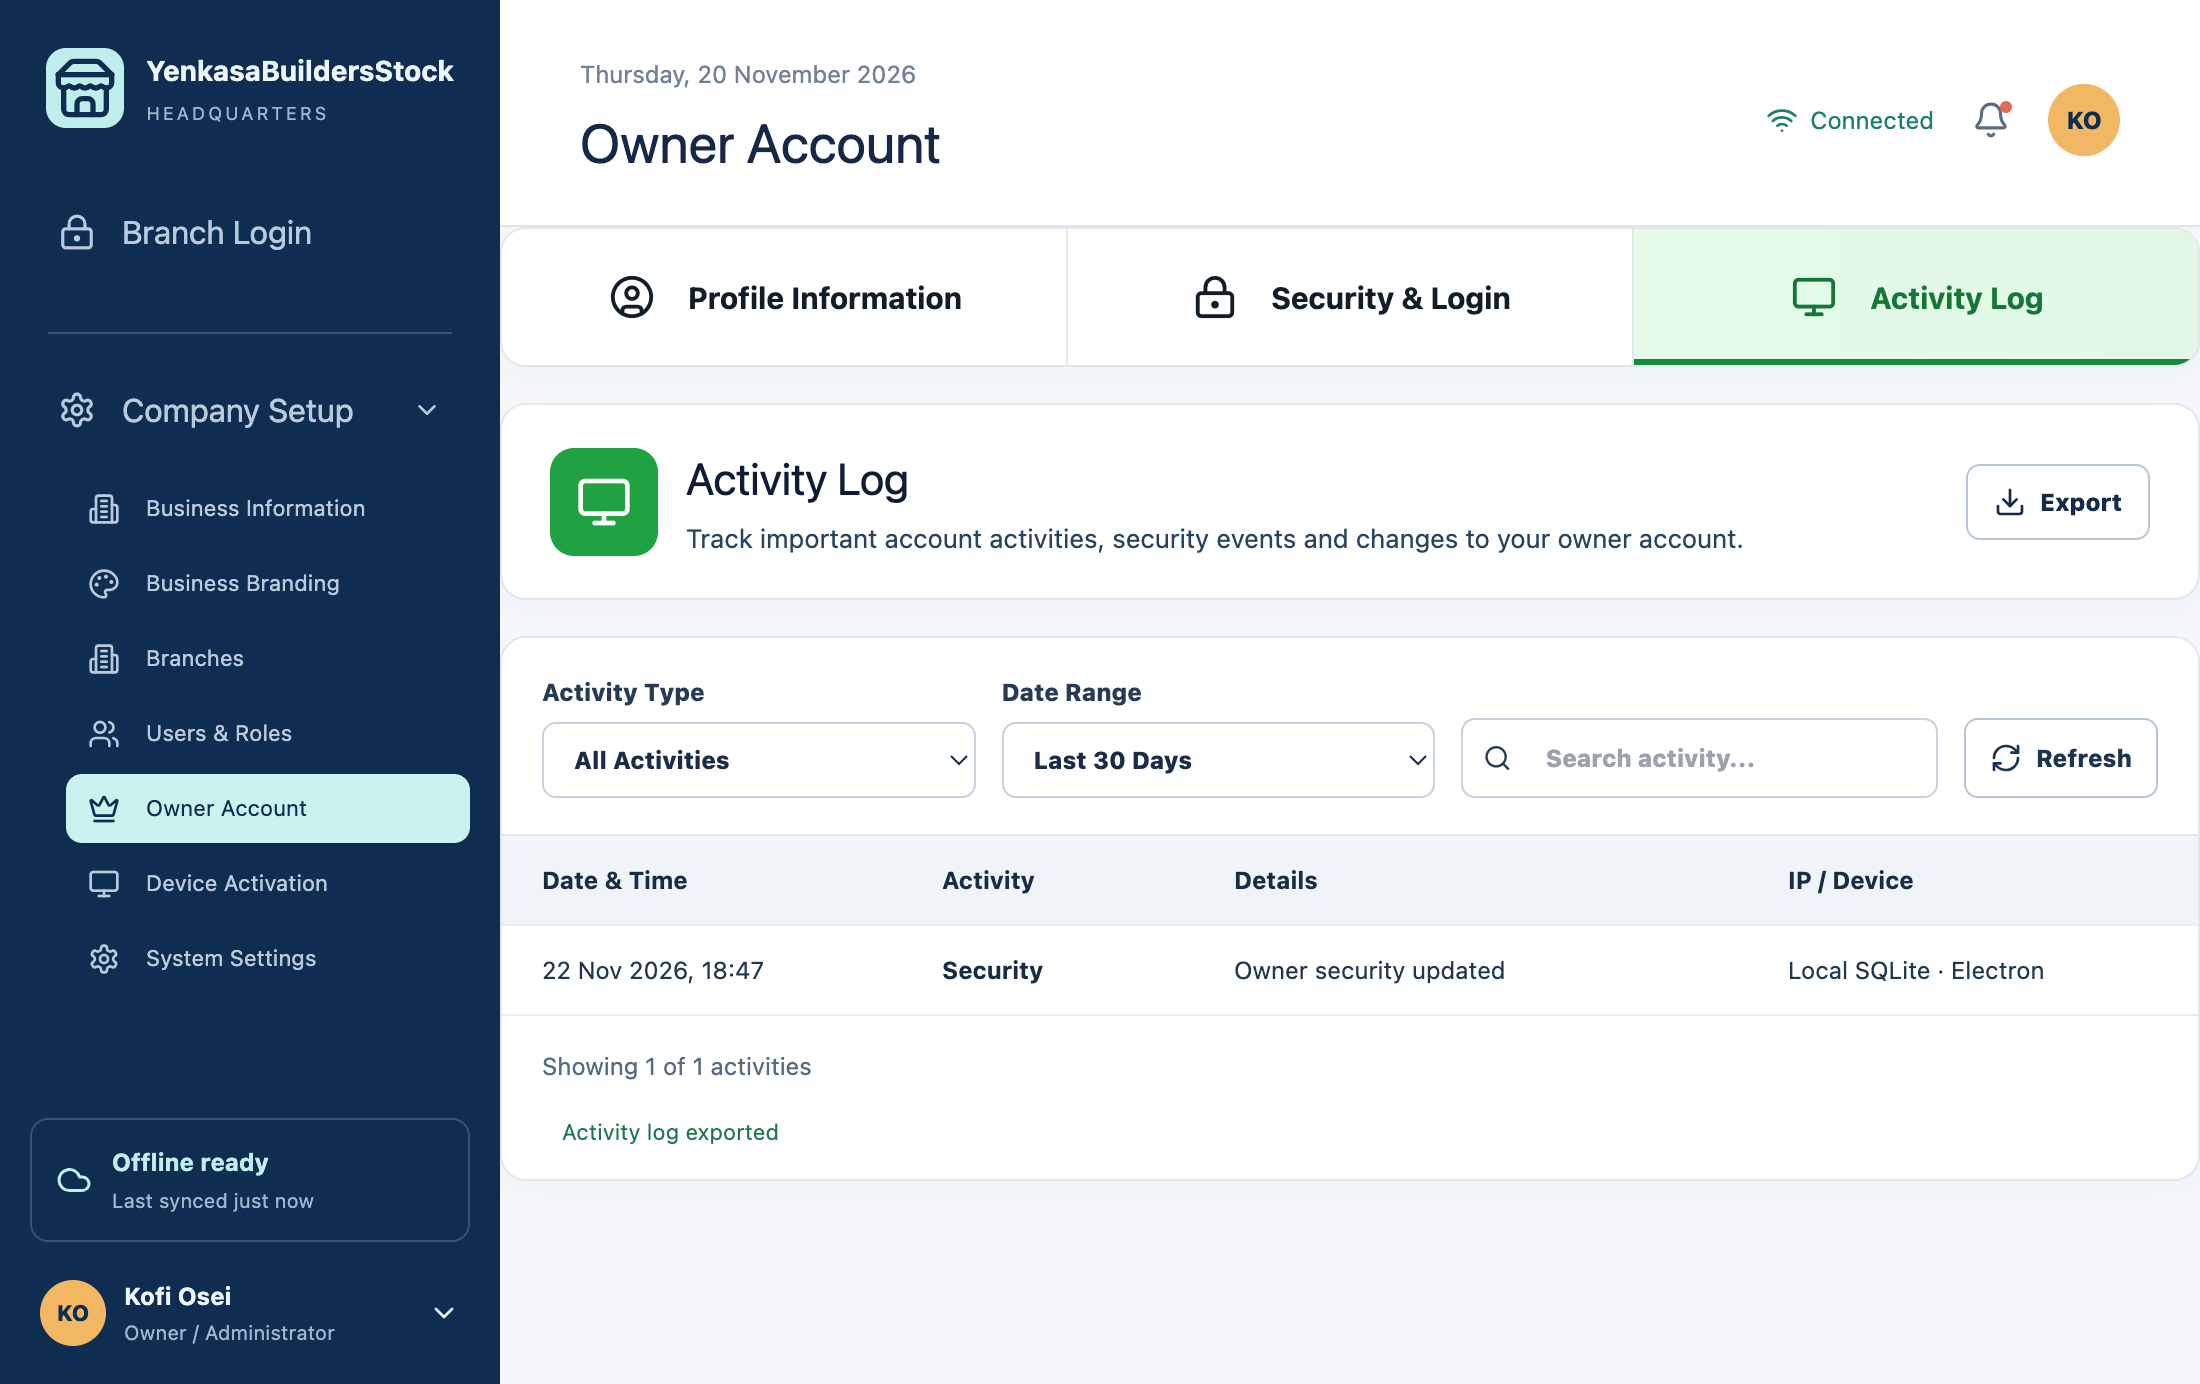 YenkasaBuildersStock
HEADQUARTERS
Branch Login
Company Setup
Business Information
Business Branding
Branches
Users & Roles
Owner Account
Device Activation
System Settings
Offline ready
Last synced just now
KO
Kofi Osei
Owner / Administrator
Thursday, 20 November 2026
Owner Account
Connected
KO
Profile Information
Security & Login
Activity Log
Activity Log
Track important account activities, security events and changes to your owner account.
Export
Activity Type
Date Range
All Activities
Last 30 Days
Search activity...
Refresh
Date & Time Activity Details IP / Device
22 Nov 2026, 18:47 Security Owner security updated Local SQLite · Electron
Showing 1 of 1 activities
Activity log exported